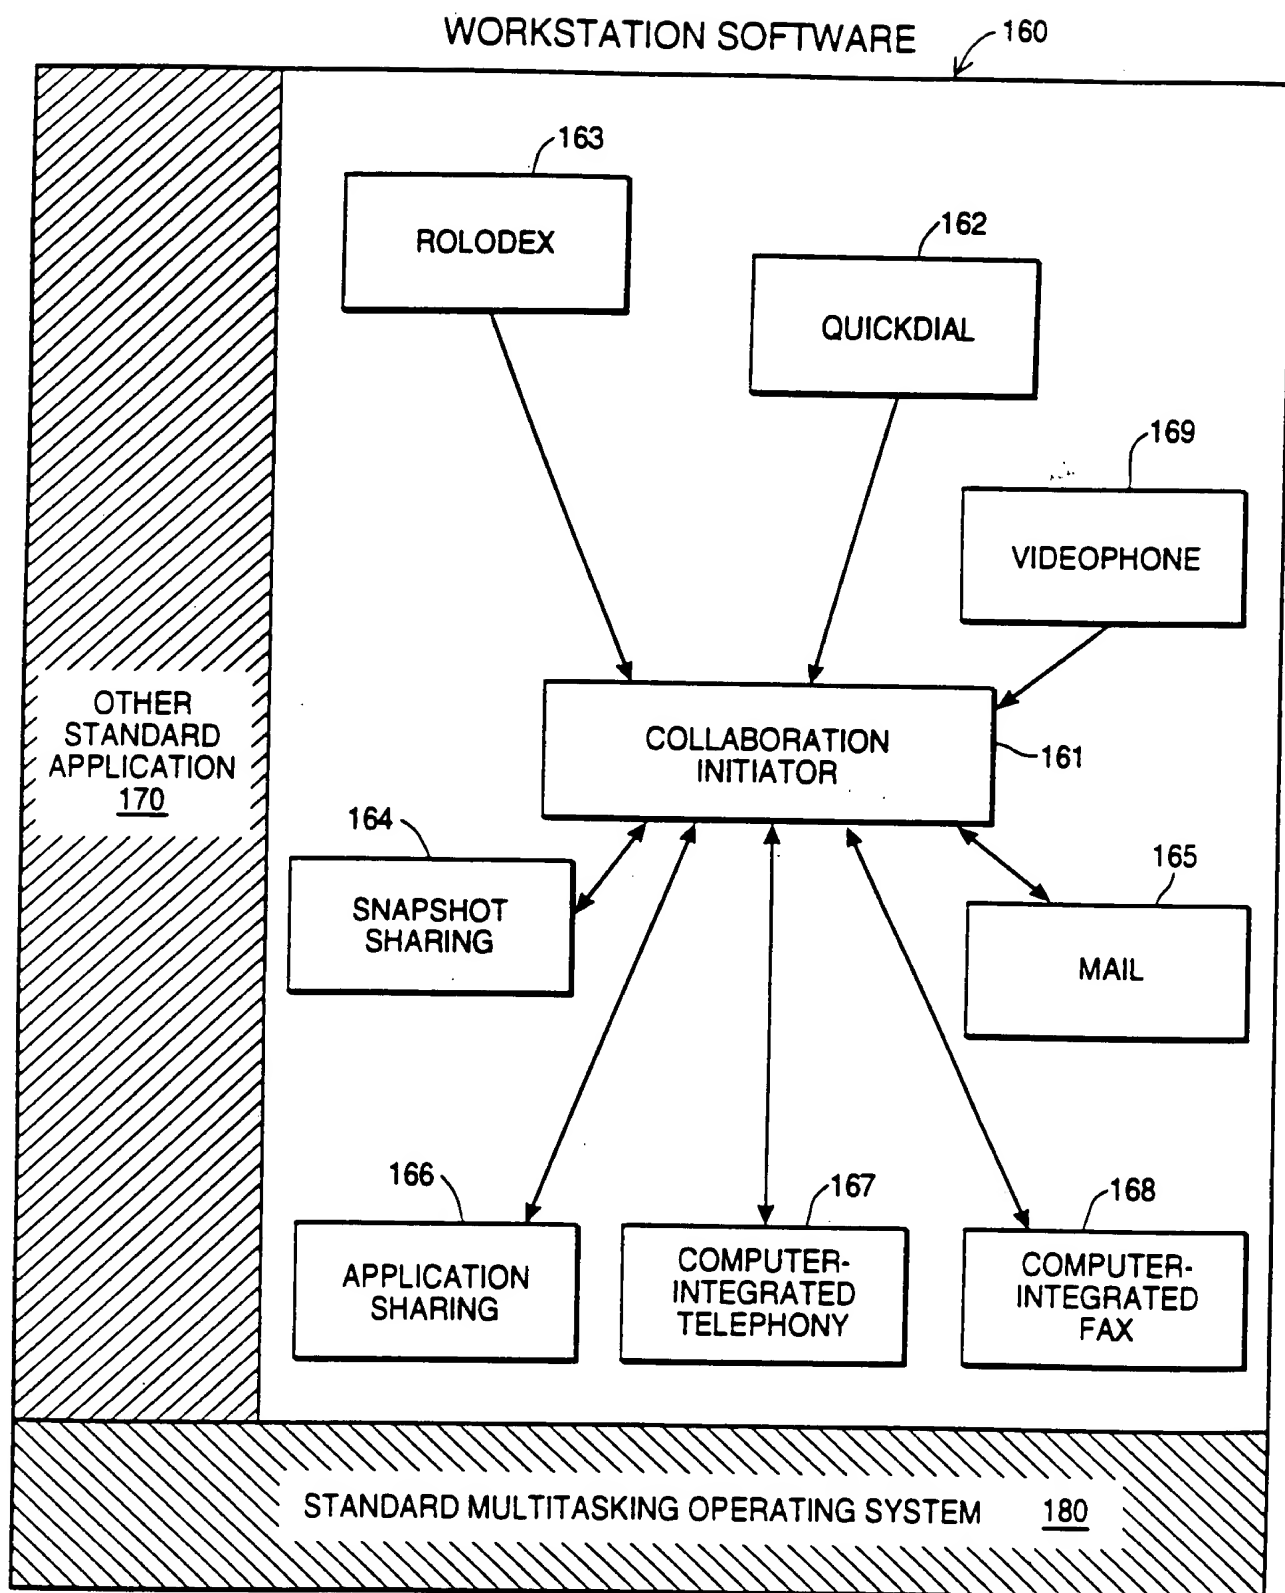 WORKSTATION SOFTWARE
160
163
ROLODEX
162
QUICKDIAL
169
VIDEOPHONE
COLLABORATION
INITIATOR
161
OTHER
STANDARD
APPLICATION
170
164
SNAPSHOT
SHARING
165
MAIL
166
APPLICATION
SHARING
167
COMPUTER-
INTEGRATED
TELEPHONY
168
COMPUTER-
INTEGRATED
FAX
STANDARD MULTITASKING OPERATING SYSTEM 180